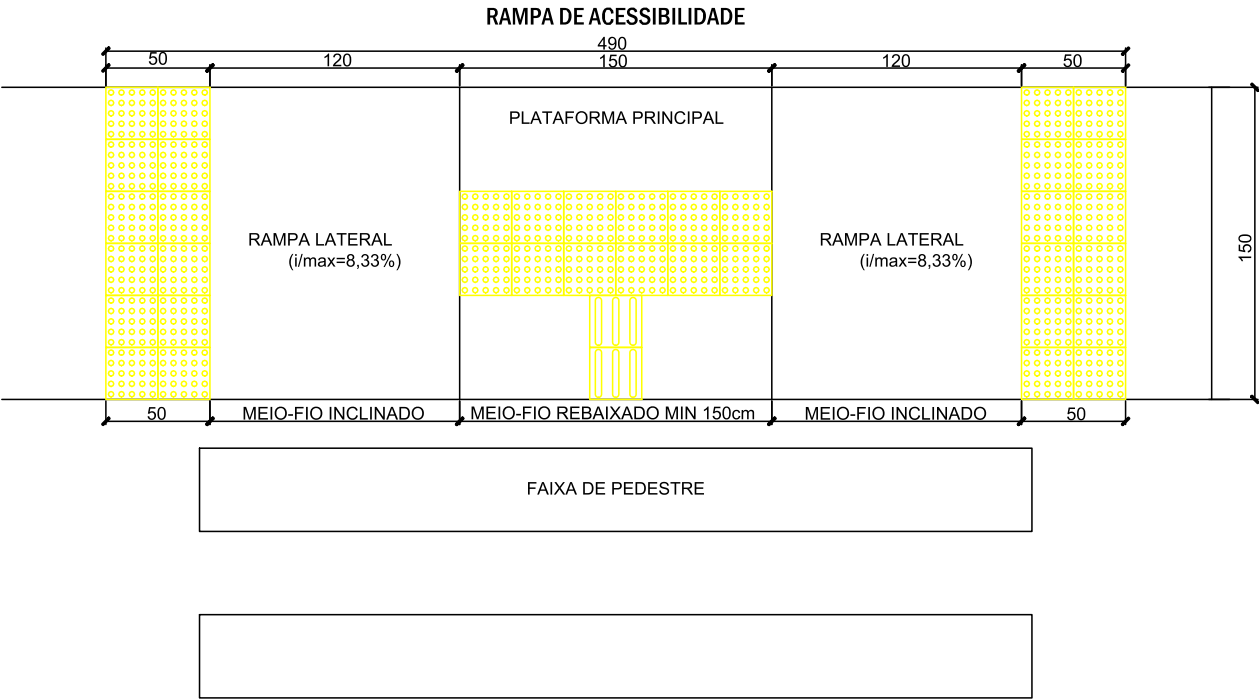 RAMPA DE ACESSIBILIDADE
490
50
120
150
120
50
PLATAFORMA PRINCIPAL
RAMPA LATERAL
(i/max=8,33%)
RAMPA LATERAL
(i/max=8,33%)
150
50
MEIO-FIO INCLINADO
MEIO-FIO REBAIXADO MIN 150cm
MEIO-FIO INCLINADO
50
FAIXA DE PEDESTRE